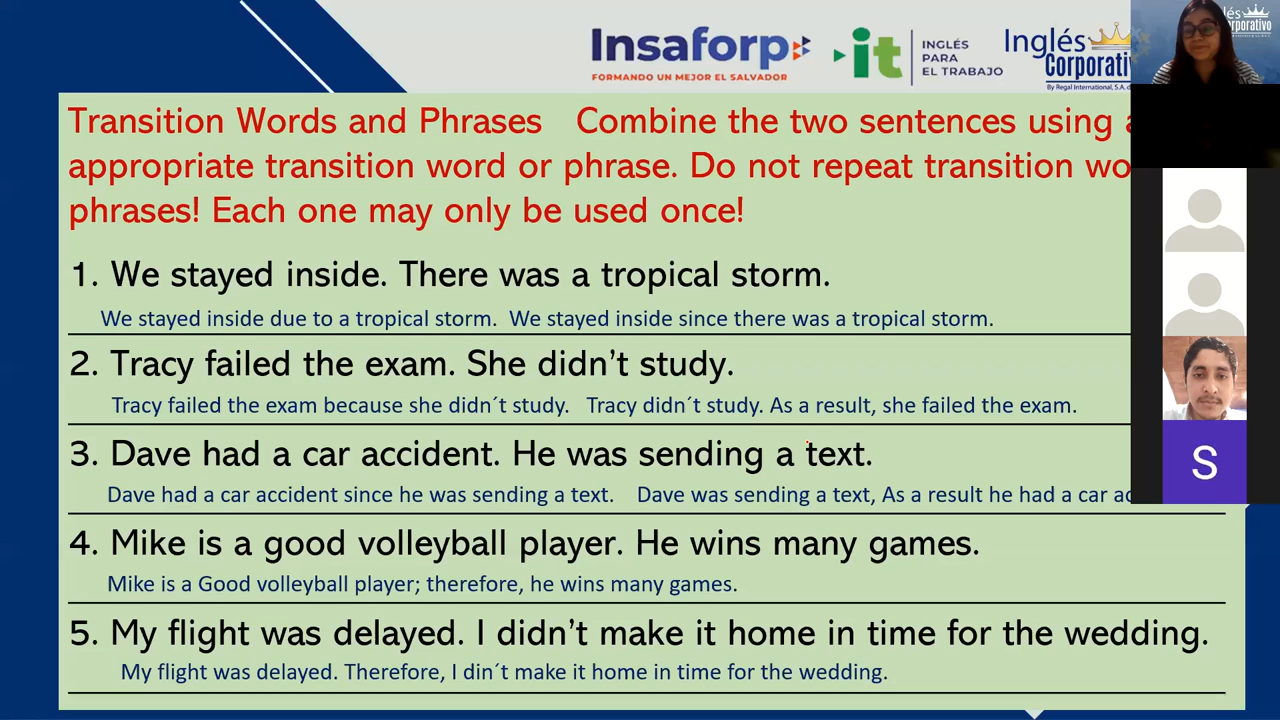 Insaforp
FORMANDO UN MEJOR EL SALVADOR
it
INGLÉS
PARA
EL TRABAJO
Inglés
Corporativ
By Regal International, S.A. d
Transition Words and Phrases Combine the two sentences using a
appropriate transition word or phrase. Do not repeat transition wo
phrases! Each one may only be used once!
1. We stayed inside. There was a tropical storm.
We stayed inside due to a tropical storm. We stayed inside since there was a tropical storm.
2. Tracy failed the exam. She didn't study.
Tracy failed the exam because she didn´t study. Tracy didn´t study. As a result, she failed the exam.
3. Dave had a car accident. He was sending a text.
Dave had a car accident since he was sending a text. Dave was sending a text, As a result he had a car ac
4. Mike is a good volleyball player. He wins many games.
Mike is a Good volleyball player; therefore, he wins many games.
5. My flight was delayed. I didn't make it home in time for the wedding.
My flight was delayed. Therefore, I din´t make it home in time for the wedding.
glés
Corporativo
S